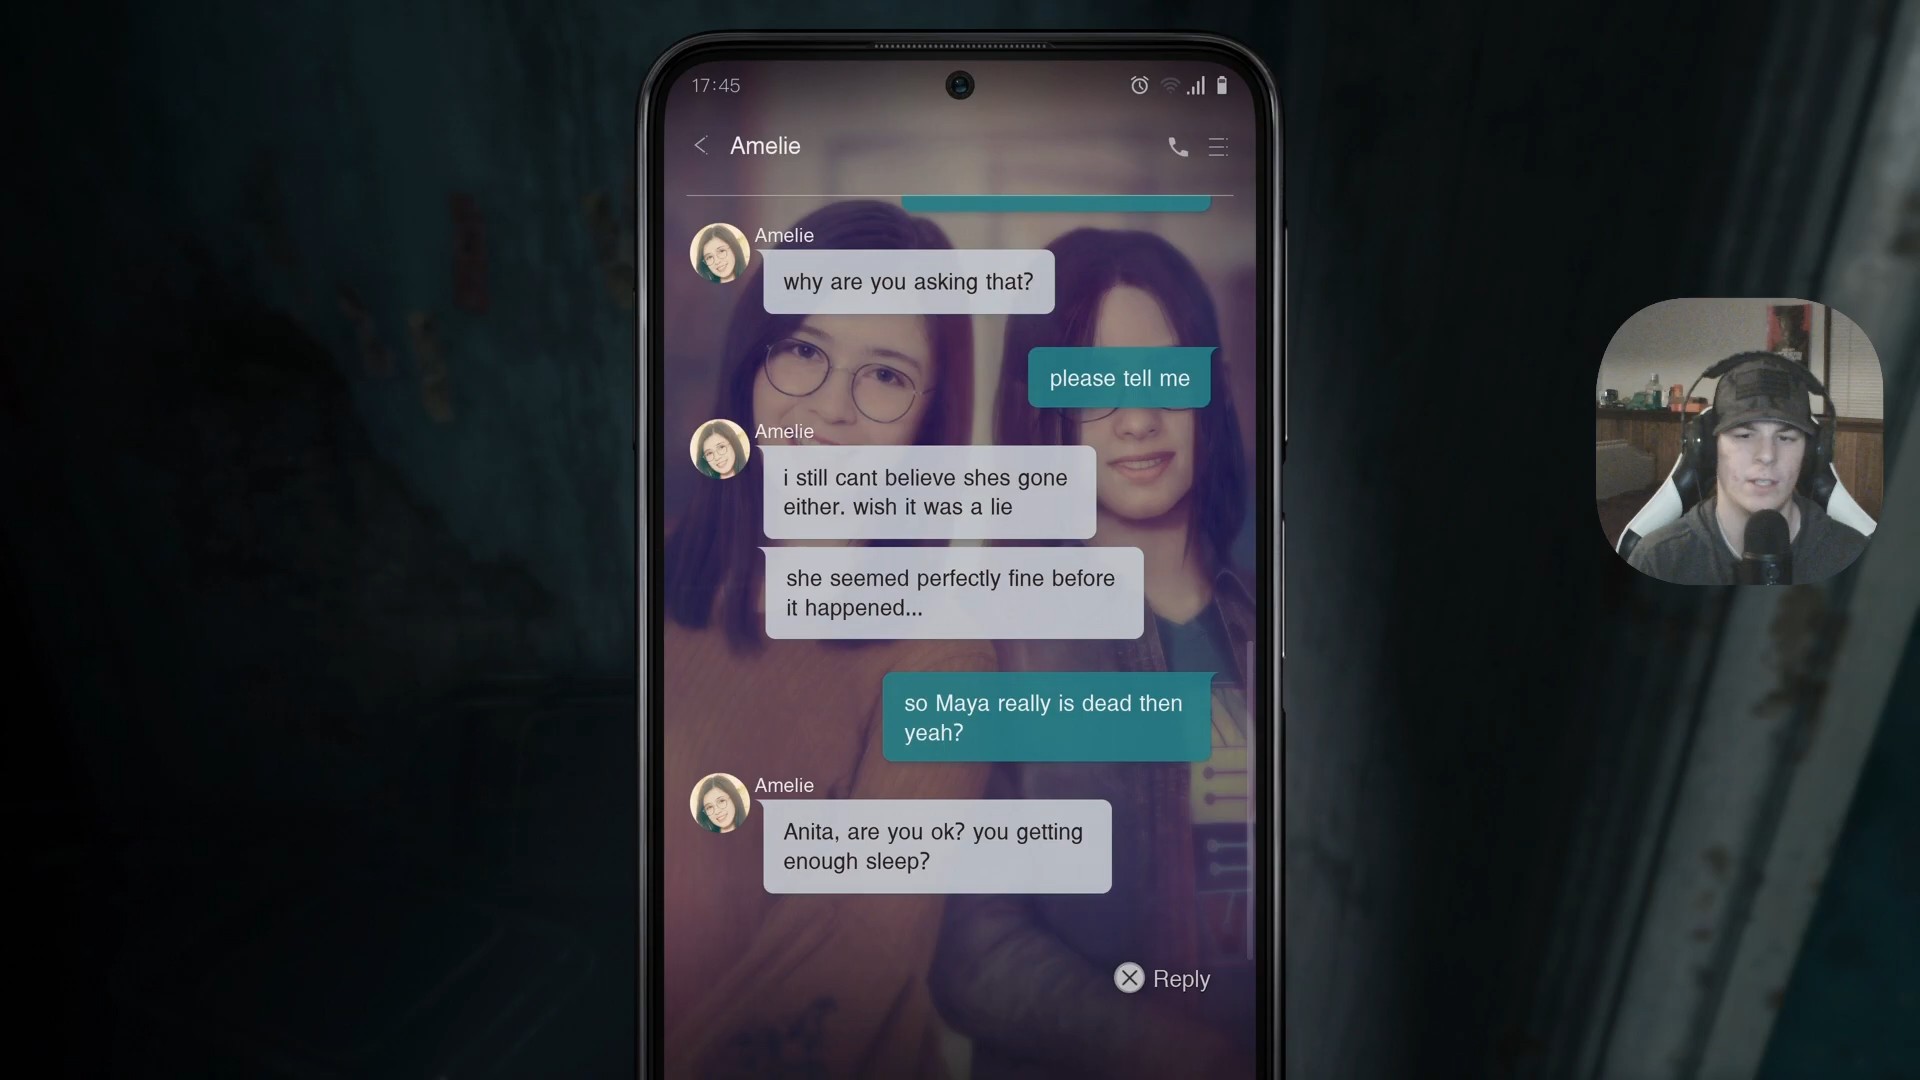 17:45
Amelie
Amelie
why are you asking that?
please tell me
Amelie
i still cant believe shes gone
either. wish it was a lie
she seemed perfectly fine before
it happened...
so Maya really is dead then
yeah?
Amelie
Anita, are you ok? you getting
enough sleep?
Reply